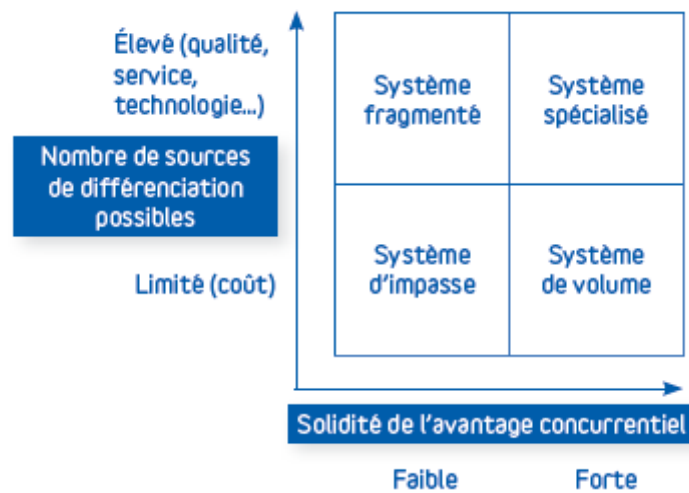 Élevé (qualité,
service,
technologie...)
Nombre de sources
de différenciation
possibles
Limité (coût)
Système
fragmenté
Système
spécialisé
Système
d'impasse
Système
de volume
Solidité de l'avantage concurrentiel
Faible
Forte